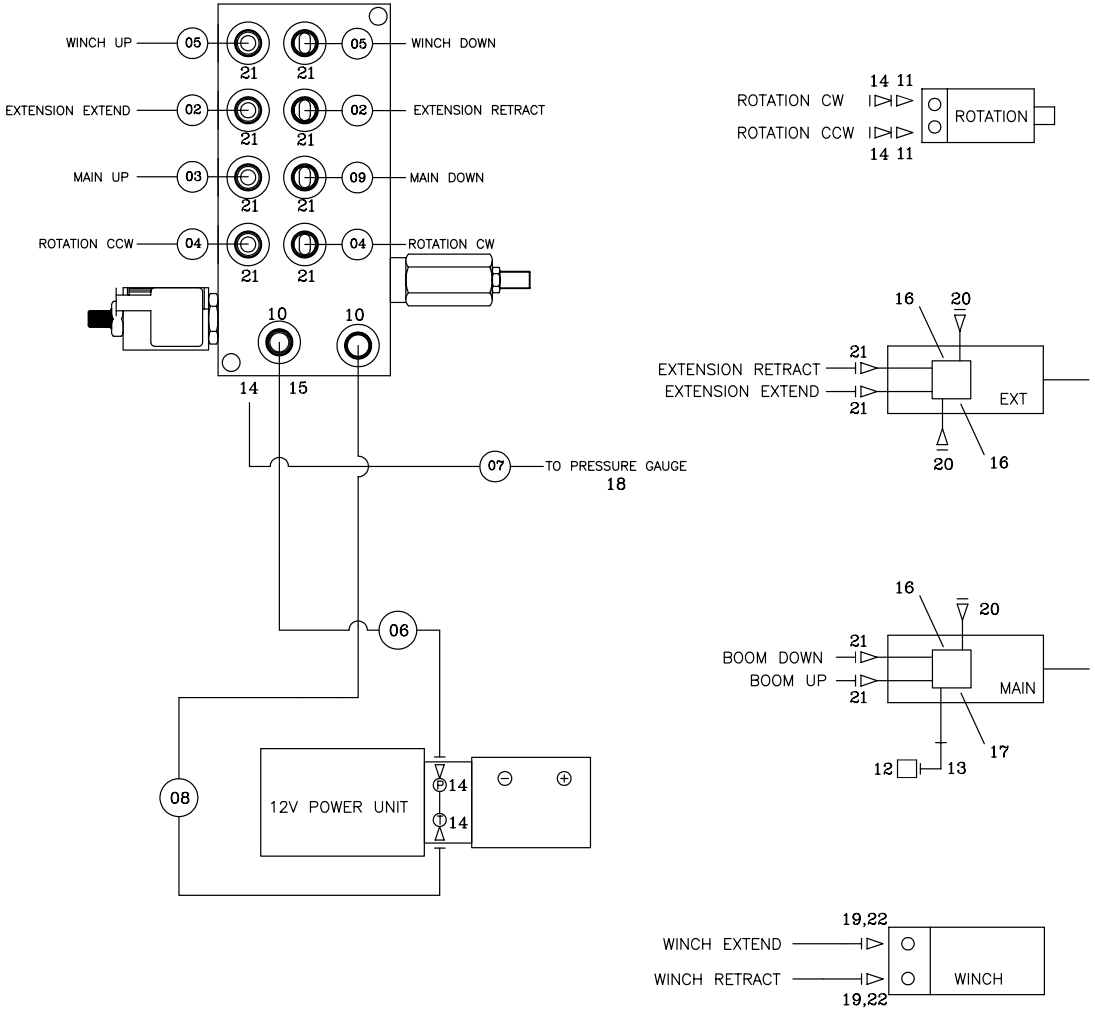 WINCH UP 05 05 WINCH DOWN
21 21
EXTENSION EXTEND 02 02 EXTENSION RETRACT
21 21
MAIN UP 03 09 MAIN DOWN
21 21
ROTATION CCW 04 04 ROTATION CW
21 21
10 10
14 15
07 TO PRESSURE GAUGE
18
06
08
12V POWER UNIT
P 14
T 14
− +
14 11
ROTATION CW
ROTATION CCW
14 11
ROTATION
16 20
21
EXTENSION RETRACT
EXTENSION EXTEND
21
EXT
20 16
16 20
21
BOOM DOWN
BOOM UP
21
MAIN
17
12 13
19,22
WINCH EXTEND
WINCH RETRACT
19,22
WINCH